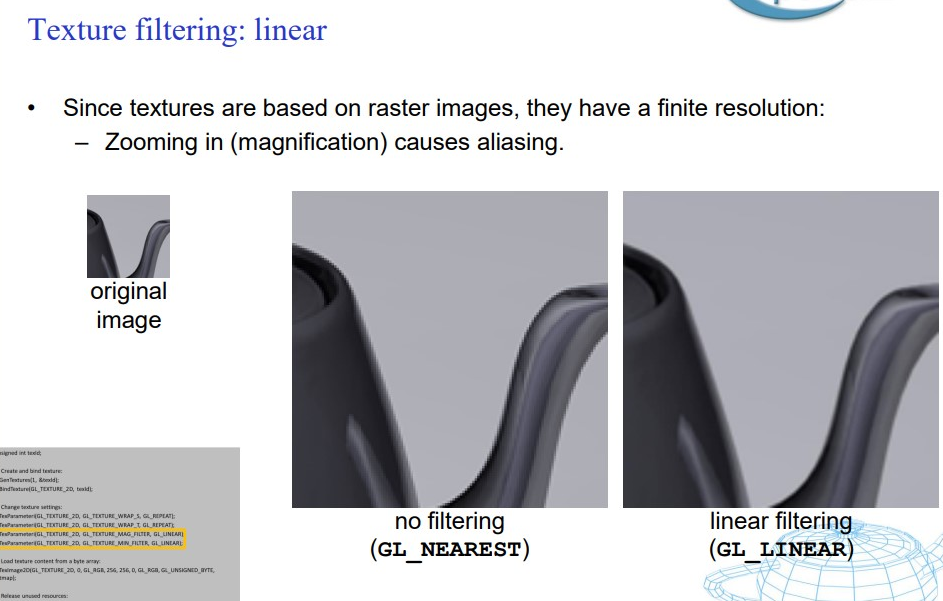 Texture filtering: linear
• Since textures are based on raster images, they have a finite resolution:
– Zooming in (magnification) causes aliasing.
original
image
no filtering
(GL_NEAREST)
linear filtering
(GL_LINEAR)
signed int texId;
Create and bind texture:
GenTextures(1, &texId);
BindTexture(GL_TEXTURE_2D, texId);
Change texture settings:
TexParameteri(GL_TEXTURE_2D, GL_TEXTURE_WRAP_S, GL_REPEAT);
TexParameteri(GL_TEXTURE_2D, GL_TEXTURE_WRAP_T, GL_REPEAT);
TexParameteri(GL_TEXTURE_2D, GL_TEXTURE_MAG_FILTER, GL_LINEAR)
TexParameteri(GL_TEXTURE_2D, GL_TEXTURE_MIN_FILTER, GL_LINEAR);
Load texture content from a byte array:
TexImage2D(GL_TEXTURE_2D, 0, GL_RGB, 256, 256, 0, GL_RGB, GL_UNSIGNED_BYTE,
Release unused resources: